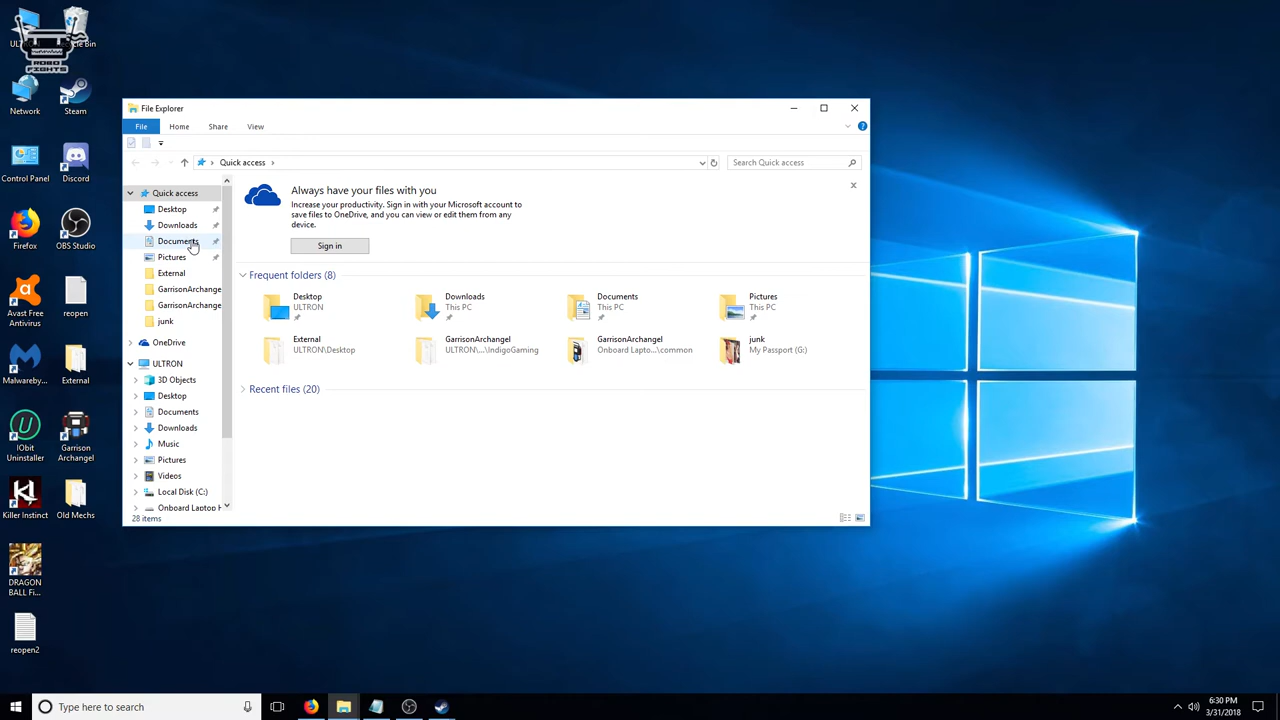 ULTRON
Recycle Bin
ROBO
FIGHTS
Network
Steam
Control Panel
Discord
Firefox
OBS Studio
Avast Free
Antivirus
reopen
Malwareby...
External
IObit
Uninstaller
Garrison
Archangel
Killer Instinct
Old Mechs
DRAGON
BALL Fi...
reopen2
File Explorer
File
Home
Share
View
Quick access
Search Quick access
Quick access
Desktop
Downloads
Documents
Pictures
External
GarrisonArchange
GarrisonArchange
junk
OneDrive
ULTRON
3D Objects
Desktop
Documents
Downloads
Music
Pictures
Videos
Local Disk (C:)
Onboard Laptop H
28 items
Always have your files with you
Increase your productivity. Sign in with your Microsoft account to
save files to OneDrive, and you can view or edit them from any
device.
Sign in
Frequent folders (8)
Desktop
ULTRON
Downloads
This PC
Documents
This PC
Pictures
This PC
External
ULTRON\Desktop
GarrisonArchangel
ULTRON\...\IndigoGaming
GarrisonArchangel
Onboard Lapto...\common
junk
My Passport (G:)
Recent files (20)
Type here to search
6:30 PM
3/31/2018